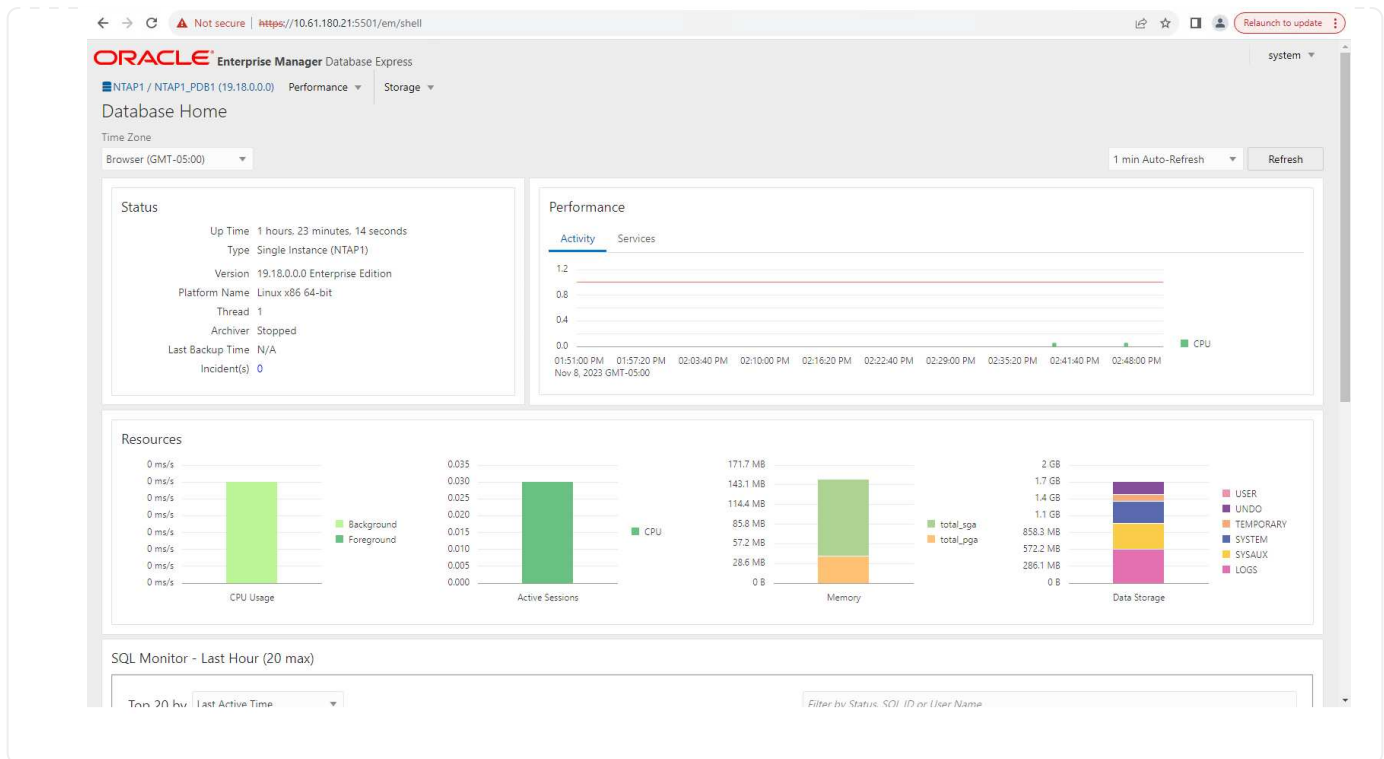 Not secure | https://10.61.180.21:5501/em/shell
Relaunch to update
ORACLE Enterprise Manager Database Express
system
NTAP1 / NTAP1_PDB1 (19.18.0.0.0) Performance Storage
Database Home
Time Zone
Browser (GMT-05:00)
1 min Auto-Refresh
Refresh
Status
Up Time 1 hours, 23 minutes, 14 seconds
Type Single Instance (NTAP1)
Version 19.18.0.0.0 Enterprise Edition
Platform Name Linux x86 64-bit
Thread 1
Archiver Stopped
Last Backup Time N/A
Incident(s) 0
Performance
Activity Services
1.2
0.8
0.4
0.0
01:51:00 PM 01:57:20 PM 02:03:40 PM 02:10:00 PM 02:16:20 PM 02:22:40 PM 02:29:00 PM 02:35:20 PM 02:41:40 PM 02:48:00 PM
Nov 8, 2023 GMT-05:00
CPU
Resources
0 ms/s
0 ms/s
0 ms/s
0 ms/s
0 ms/s
0 ms/s
0 ms/s
0 ms/s
Background
Foreground
CPU Usage
0.035
0.030
0.025
0.020
0.015
0.010
0.005
0.000
CPU
Active Sessions
171.7 MB
143.1 MB
114.4 MB
85.8 MB
57.2 MB
28.6 MB
0 B
total_sga
total_pga
Memory
2 GB
1.7 GB
1.4 GB
1.1 GB
858.3 MB
572.2 MB
286.1 MB
0 B
USER
UNDO
TEMPORARY
SYSTEM
SYSAUX
LOGS
Data Storage
SQL Monitor - Last Hour (20 max)
Top 20 by Last Active Time
Filter by Status, SQL ID or User Name